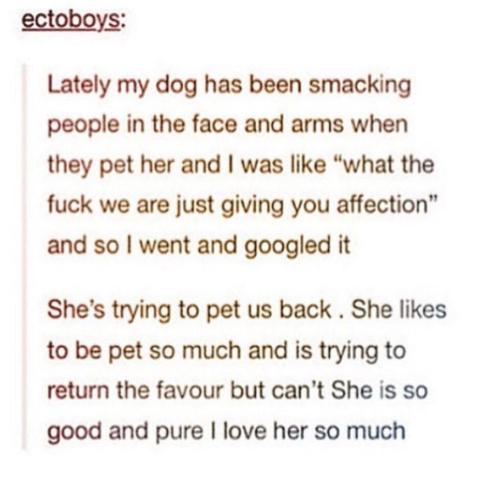 ectoboys:
Lately my dog has been smacking
people in the face and arms when
they pet her and I was like “what the
fuck we are just giving you affection”
and so I went and googled it
She’s trying to pet us back . She likes
to be pet so much and is trying to
return the favour but can’t She is so
good and pure I love her so much